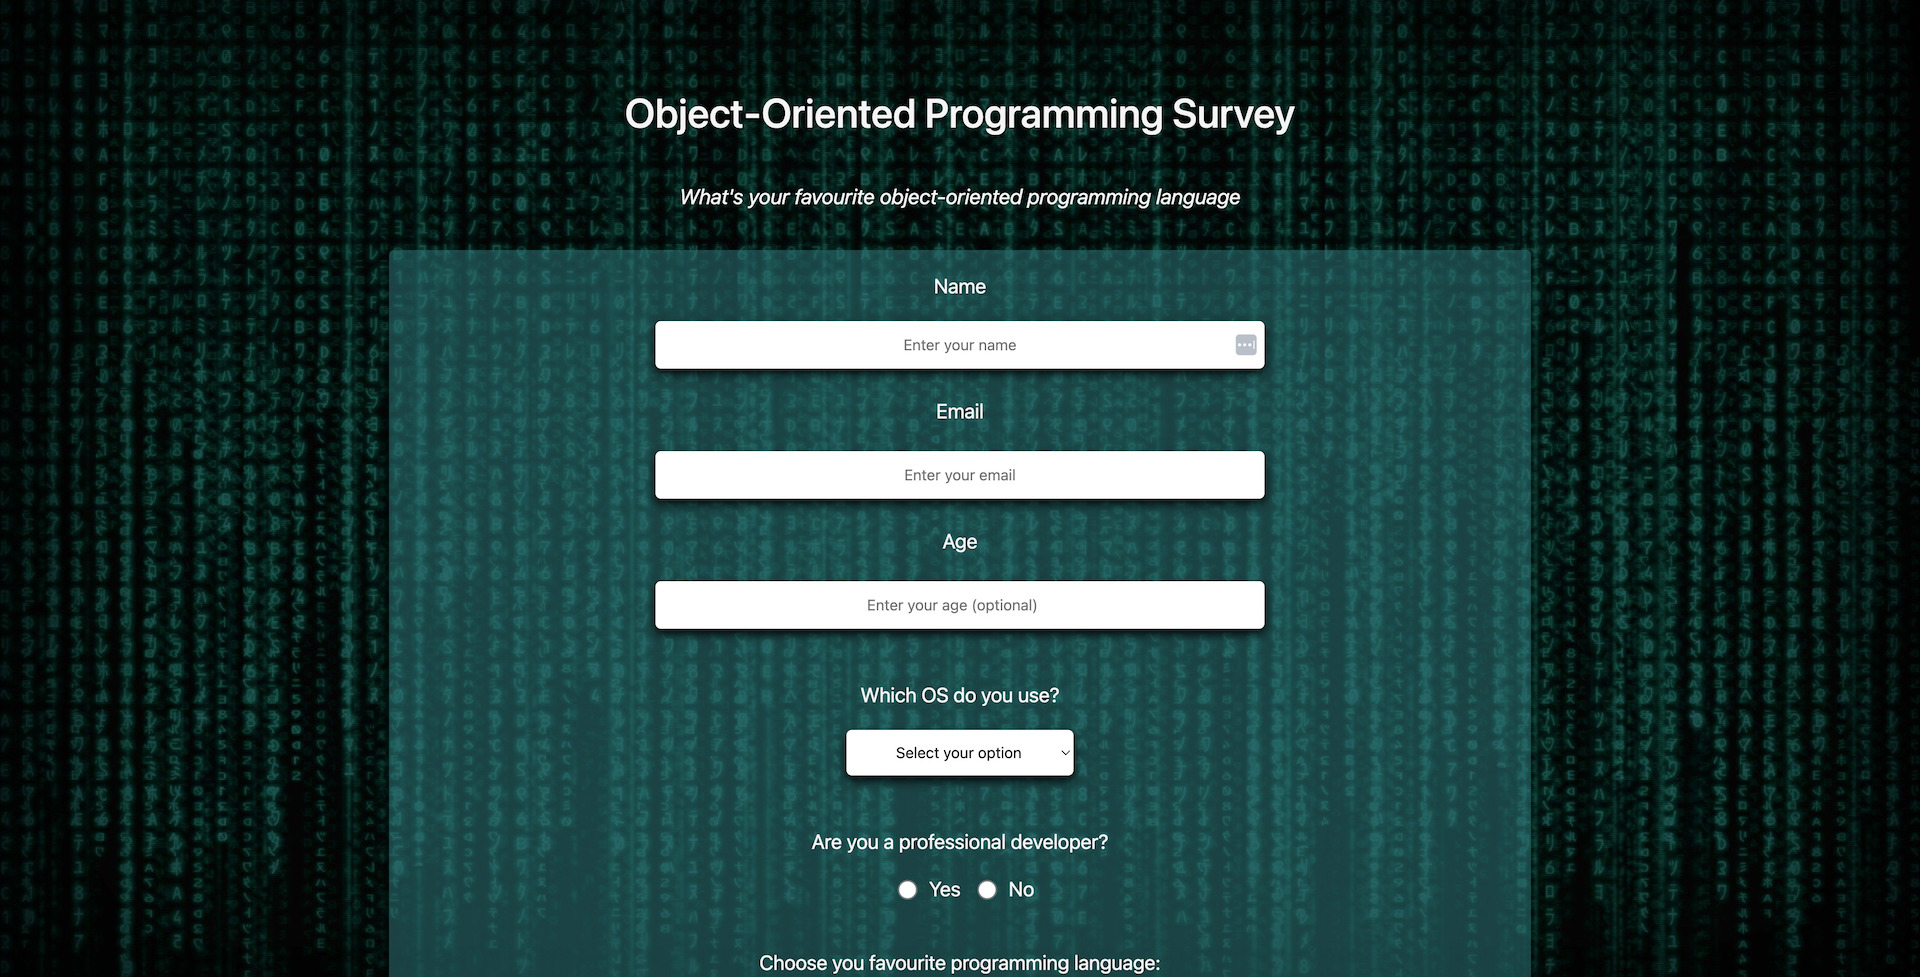 Object-Oriented Programming Survey
What's your favourite object-oriented programming language
Name
Enter your name
Email
Enter your email
Age
Enter your age (optional)
Which OS do you use?
Select your option
Are you a professional developer?
Yes No
Choose you favourite programming language: